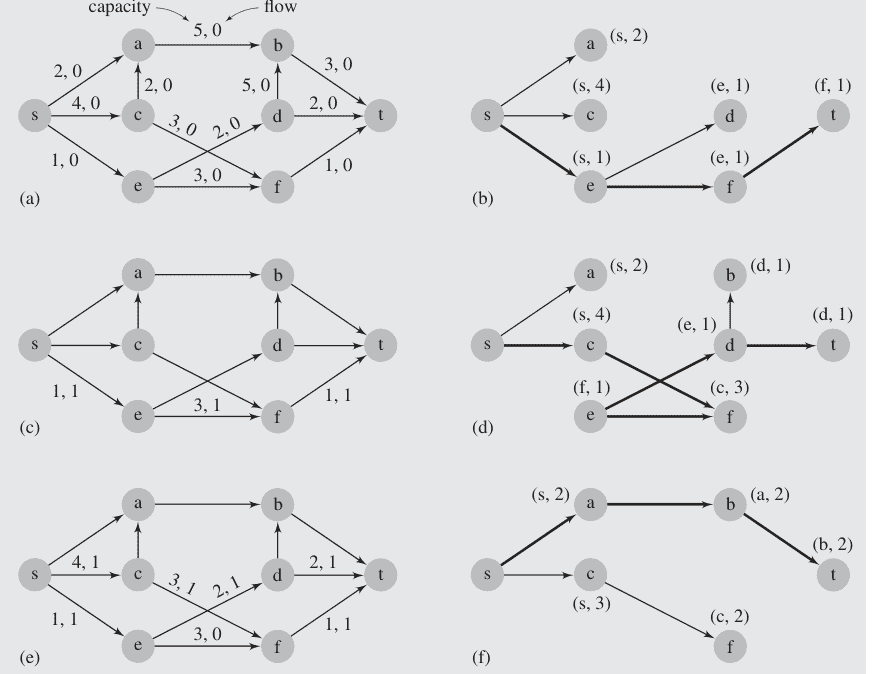 capacity flow
5, 0
a b (s, 2)
a
2, 0 2, 0 5, 0 3, 0
(s, 4) (e, 1) (f, 1)
s 4, 0 c 3, 0 2, 0 d 2, 0 t
s c d t
1, 0 3, 0 1, 0
(s, 1) (e, 1)
e f
e f
(a) (b)
a b
a (s, 2) b (d, 1)
(s, 4) (e, 1) (d, 1)
s c d t
s c d t
1, 1 3, 1 1, 1
(f, 1) (c, 3)
e f
e f
(c) (d)
a b
(s, 2) a b (a, 2)
(b, 2)
s 4, 1 c 3, 1 2, 1 d 2, 1 t
s c t
(s, 3)
1, 1 3, 0 1, 1
(c, 2)
e f
f
(e) (f)